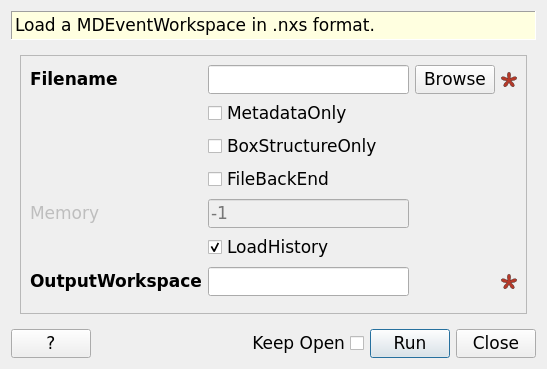 Load a MDEventWorkspace in .nxs format.
Filename Browse *
MetadataOnly
BoxStructureOnly
FileBackEnd
Memory -1
LoadHistory
OutputWorkspace *
? Keep Open Run Close